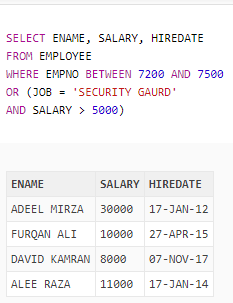 SELECT ENAME, SALARY, HIREDATE
FROM EMPLOYEE
WHERE EMPNO BETWEEN 7200 AND 7500
OR (JOB = 'SECURITY GAURD'
AND SALARY > 5000)
ENAME SALARY HIREDATE
ADEEL MIRZA 30000 17-JAN-12
FURQAN ALI 10000 27-APR-15
DAVID KAMRAN 8000 07-NOV-17
ALEE RAZA 11000 17-JAN-14